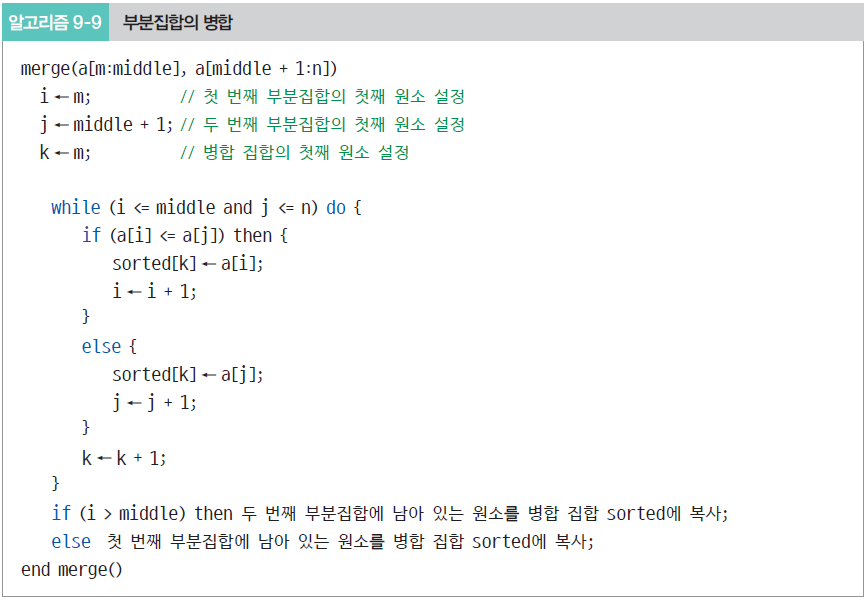 알고리즘 9-9 부분집합의 병합
merge(a[m:middle], a[middle + 1:n])
i ← m; // 첫 번째 부분집합의 첫째 원소 설정
j ← middle + 1; // 두 번째 부분집합의 첫째 원소 설정
k ← m; // 병합 집합의 첫째 원소 설정
while (i <= middle and j <= n) do {
if (a[i] <= a[j]) then {
sorted[k] ← a[i];
i ← i + 1;
}
else {
sorted[k] ← a[j];
j ← j + 1;
}
k ← k + 1;
}
if (i > middle) then 두 번째 부분집합에 남아 있는 원소를 병합 집합 sorted에 복사;
else 첫 번째 부분집합에 남아 있는 원소를 병합 집합 sorted에 복사;
end merge()